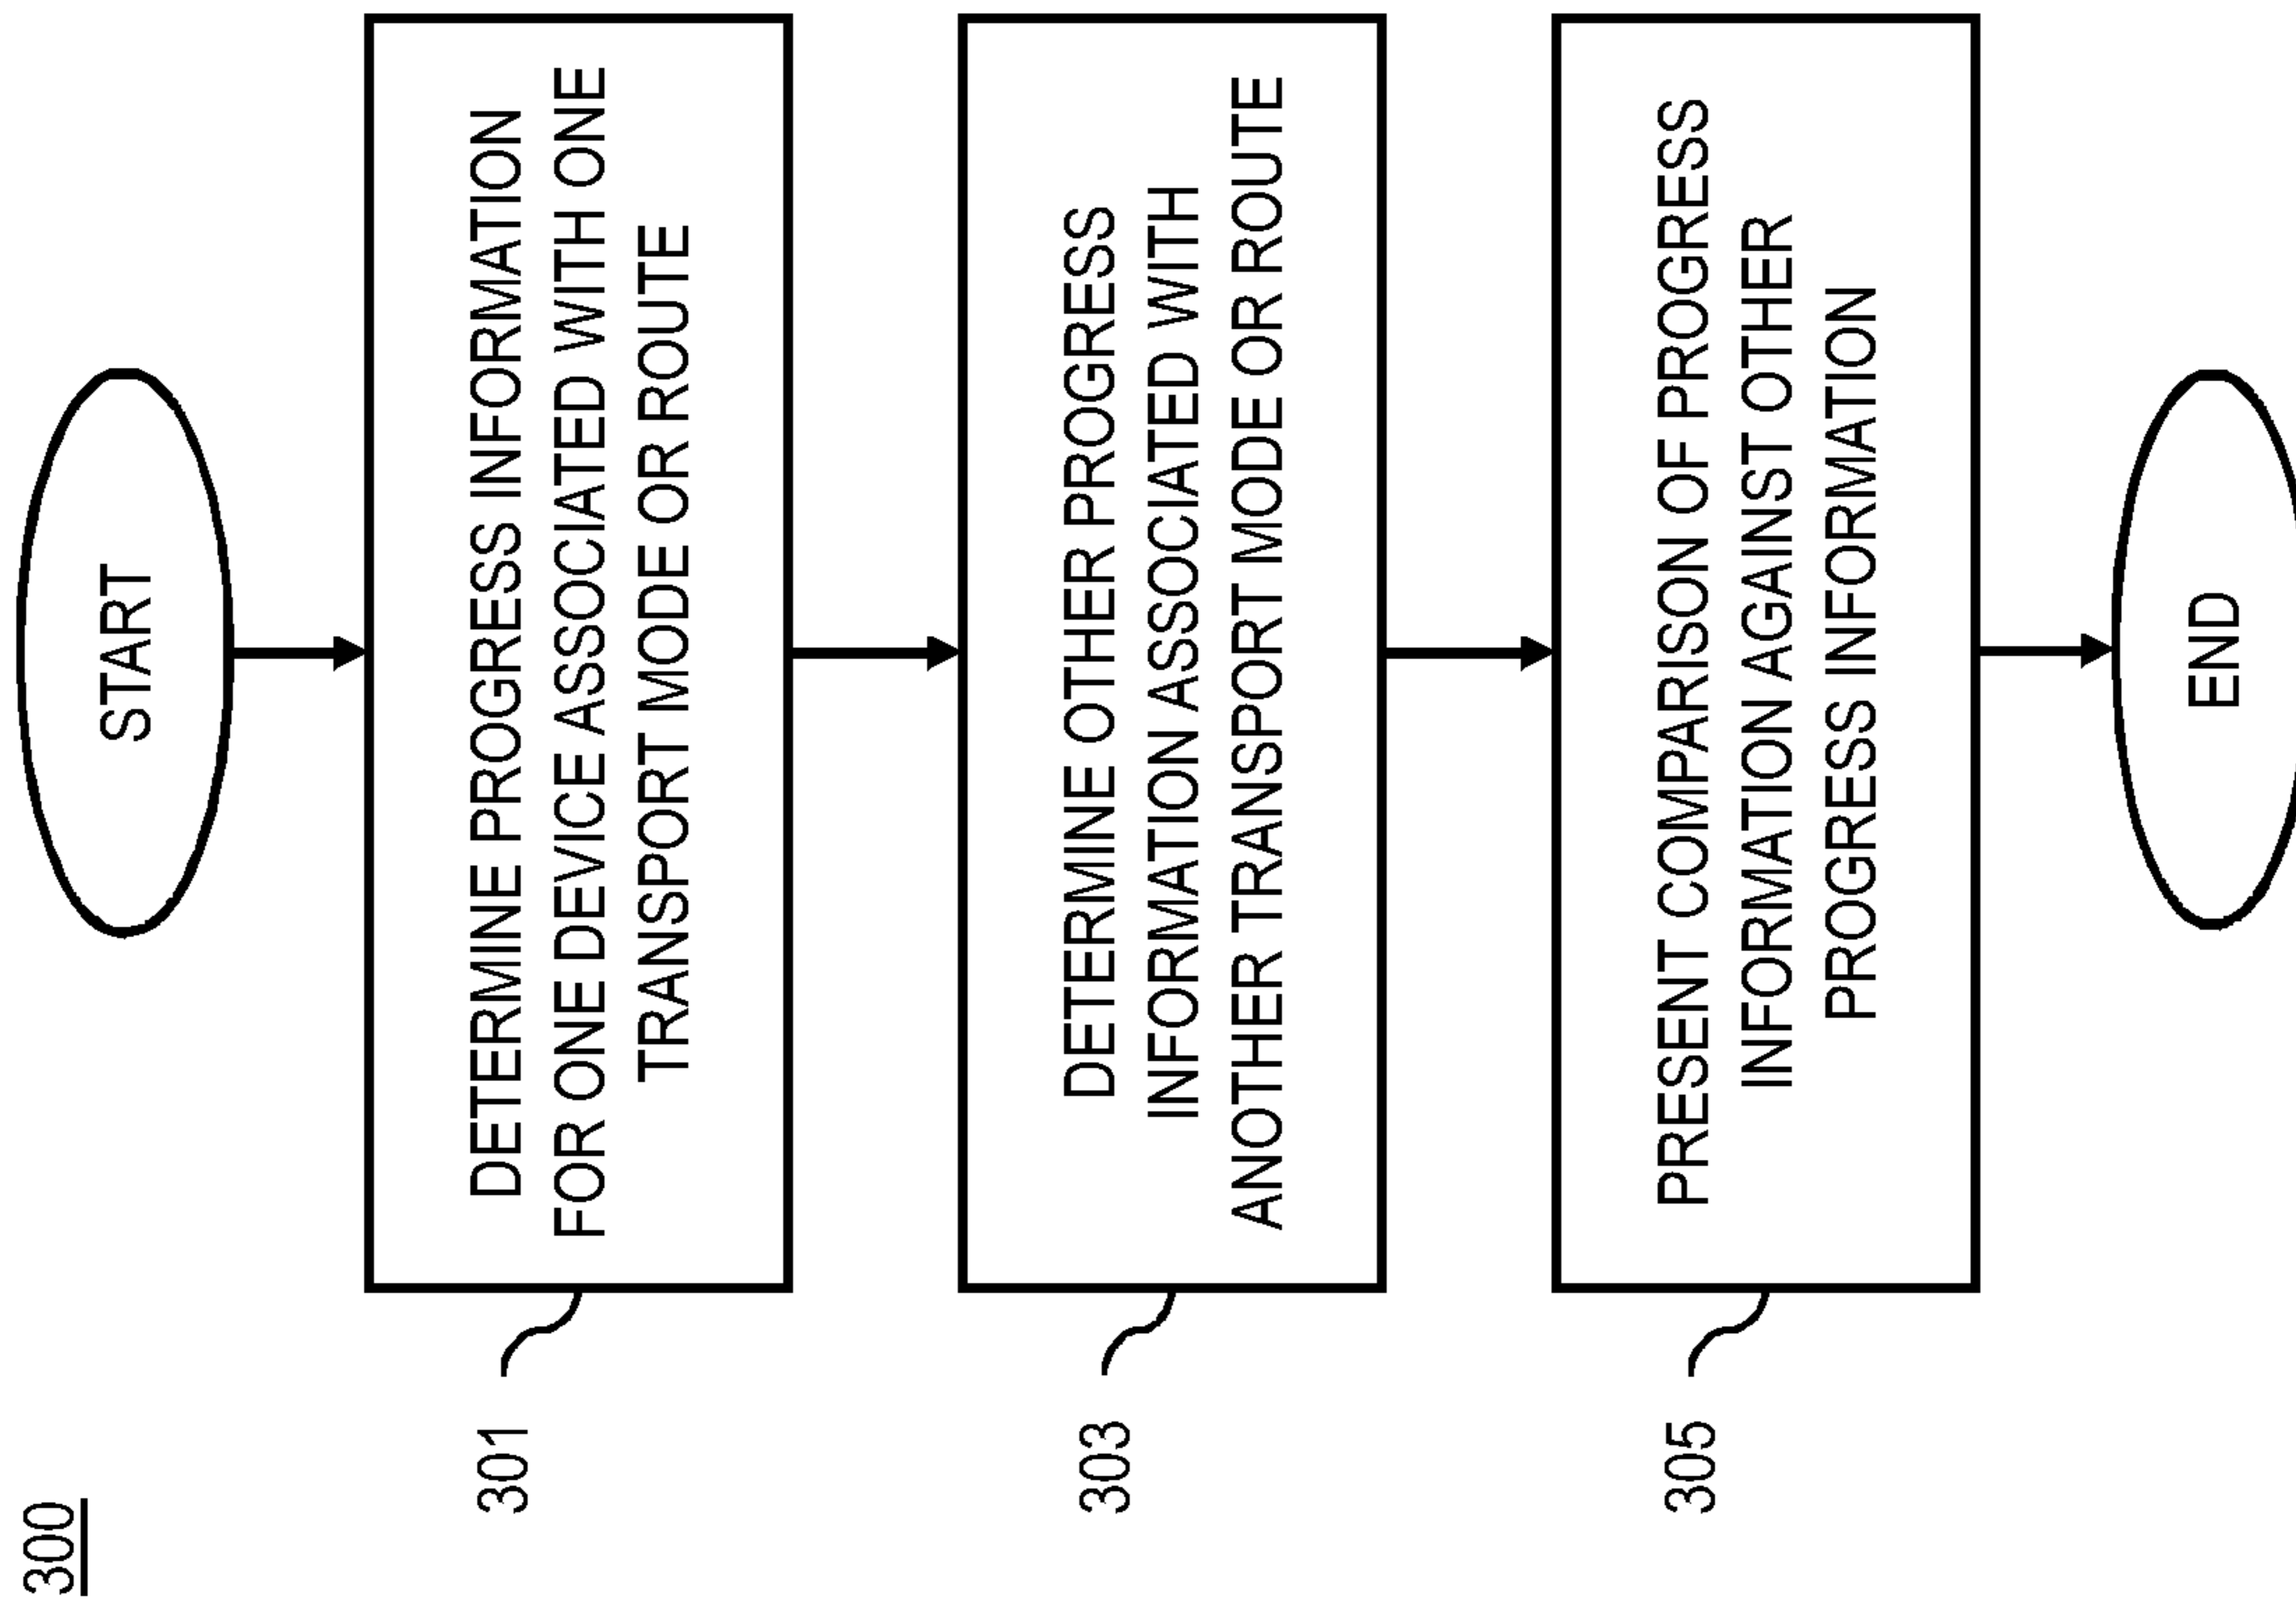 300
START
301
DETERMINE PROGRESS INFORMATION
FOR ONE DEVICE ASSOCIATED WITH ONE
TRANSPORT MODE OR ROUTE
303
DETERMINE OTHER PROGRESS
INFORMATION ASSOCIATED WITH
ANOTHER TRANSPORT MODE OR ROUTE
305
PRESENT COMPARISON OF PROGRESS
INFORMATION AGAINST OTHER
PROGRESS INFORMATION
END